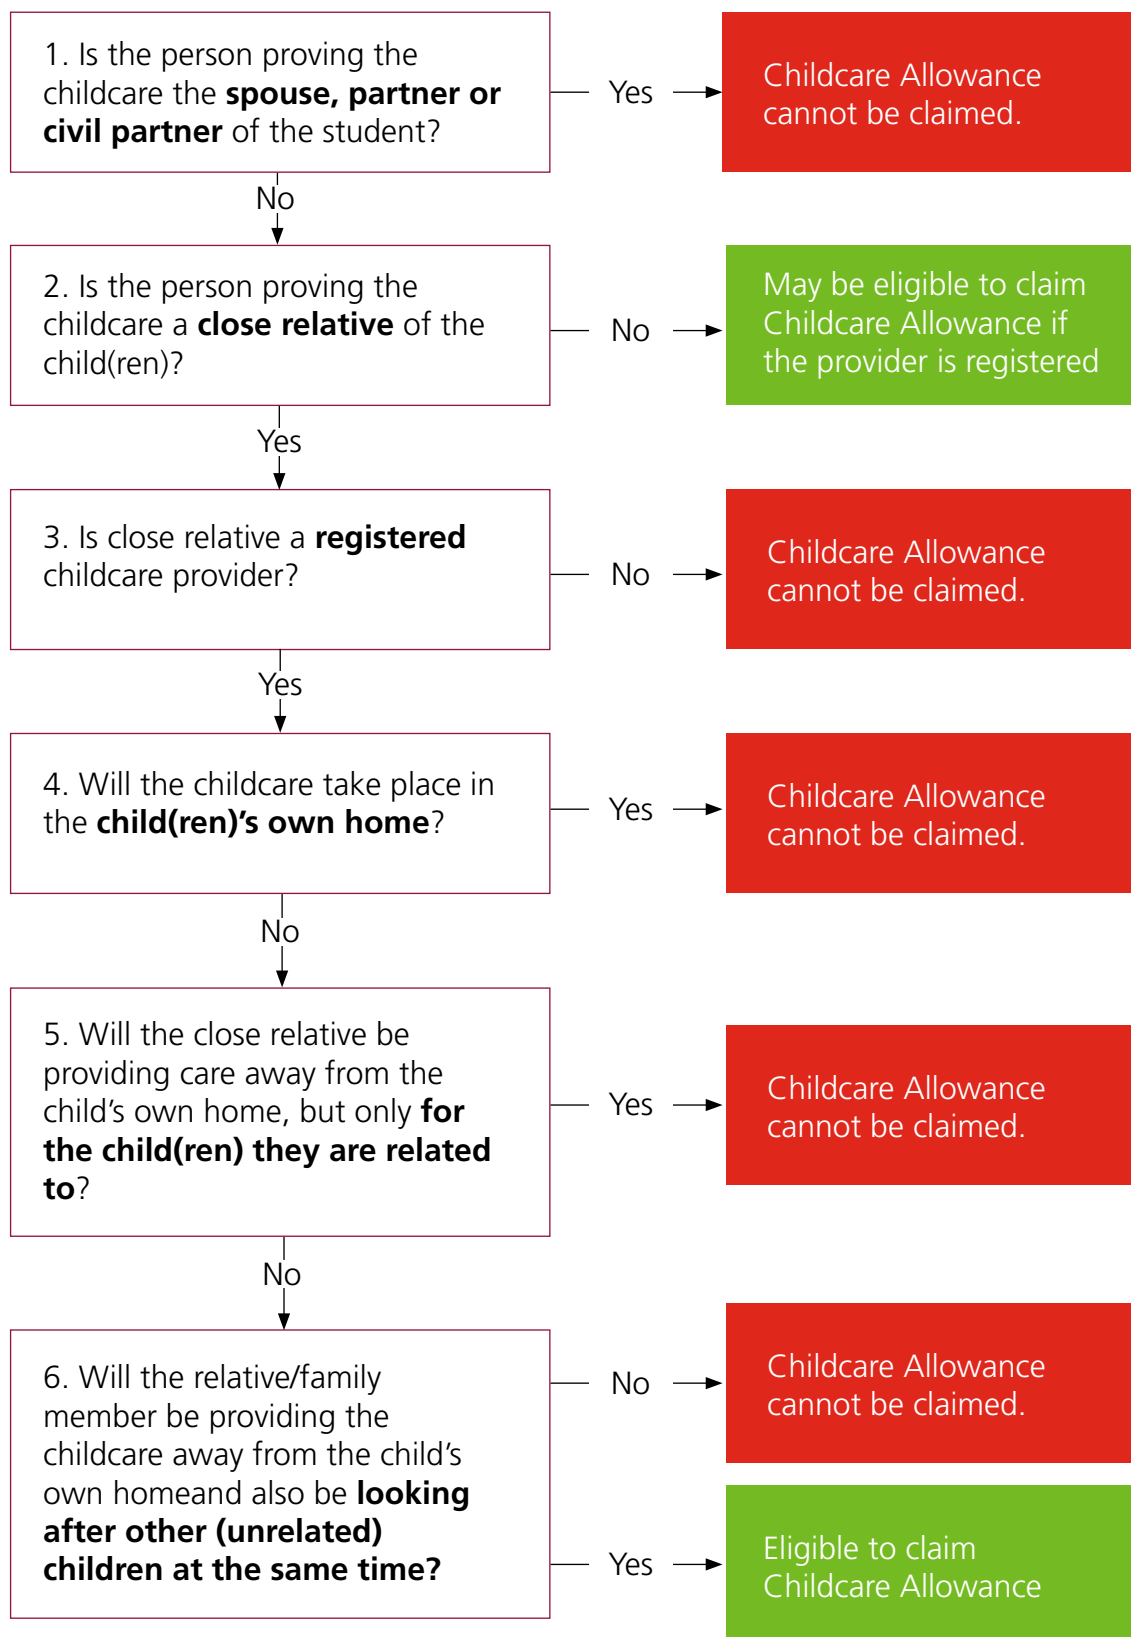 1. Is the person proving the
childcare the spouse, partner or
civil partner of the student?
Yes
Childcare Allowance
cannot be claimed.
No
2. Is the person proving the
childcare a close relative of the
child(ren)?
No
May be eligible to claim
Childcare Allowance if
the provider is registered
Yes
3. Is close relative a registered
childcare provider?
No
Childcare Allowance
cannot be claimed.
Yes
4. Will the childcare take place in
the child(ren)'s own home?
Yes
Childcare Allowance
cannot be claimed.
No
5. Will the close relative be
providing care away from the
child's own home, but only for
the child(ren) they are related
to?
Yes
Childcare Allowance
cannot be claimed.
No
6. Will the relative/family
member be providing the
childcare away from the child's
own homeand also be looking
after other (unrelated)
children at the same time?
No
Childcare Allowance
cannot be claimed.
Yes
Eligible to claim
Childcare Allowance